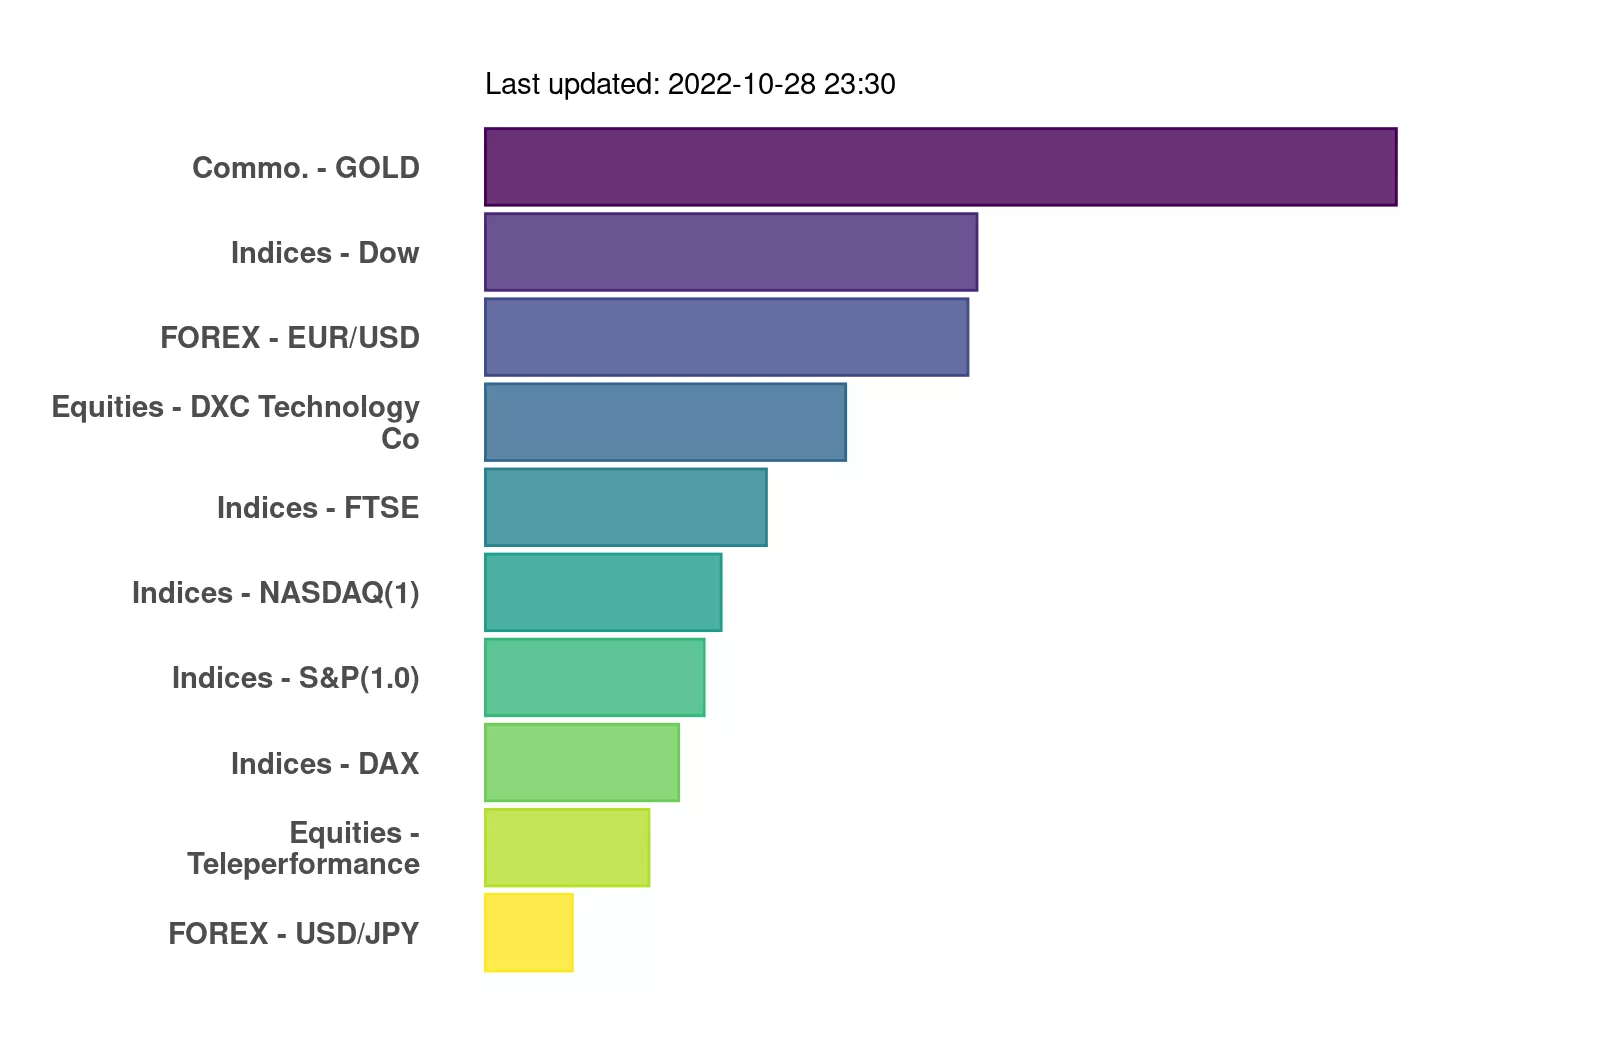 Last updated: 2022-10-28 23:30
Commo. - GOLD
Indices - Dow
FOREX - EUR/USD
Equities - DXC Technology
Co
Indices - FTSE
Indices - NASDAQ(1)
Indices - S&P(1.0)
Indices - DAX
Equities -
Teleperformance
FOREX - USD/JPY